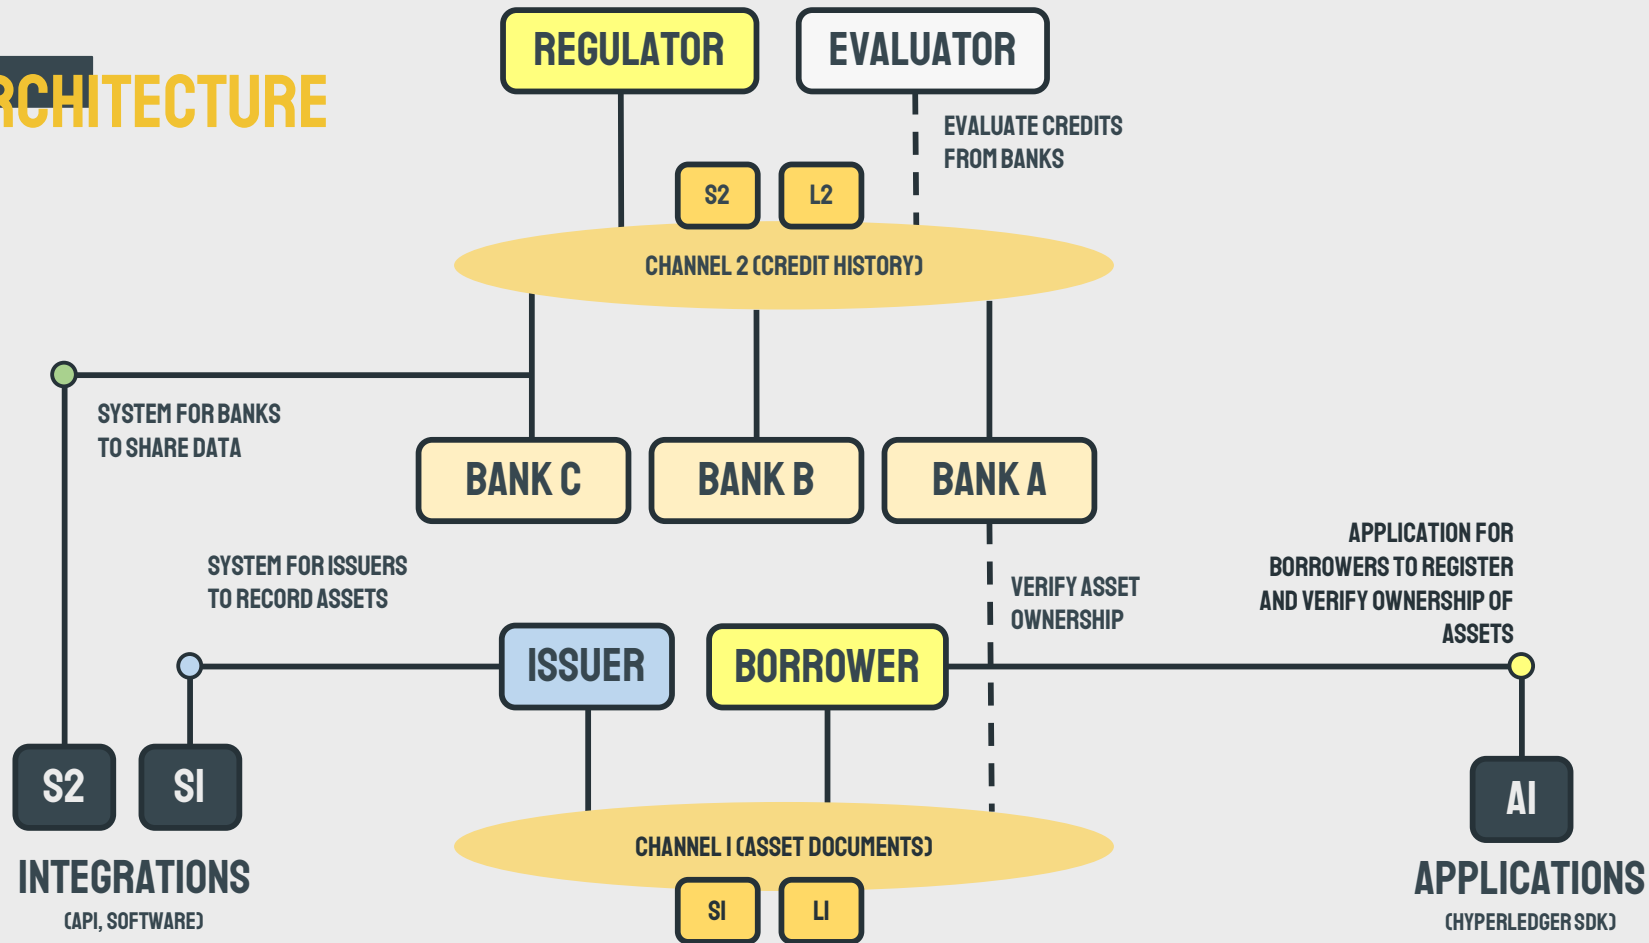 REGULATOR
EVALUATOR
RCHITECTURE
EVALUATE CREDITS
FROM BANKS
S2
L2
CHANNEL 2 (CREDIT HISTORY)
SYSTEM FOR BANKS
TO SHARE DATA
BANK C
BANK B
BANK A
APPLICATION FOR
BORROWERS TO REGISTER
AND VERIFY OWNERSHIP OF
ASSETS
SYSTEM FOR ISSUERS
TO RECORD ASSETS
VERIFY ASSET
OWNERSHIP
ISSUER
BORROWER
S2
S1
A1
CHANNEL 1 (ASSET DOCUMENTS)
INTEGRATIONS
(API, SOFTWARE)
APPLICATIONS
(HYPERLEDGER SDK)
S1
L1